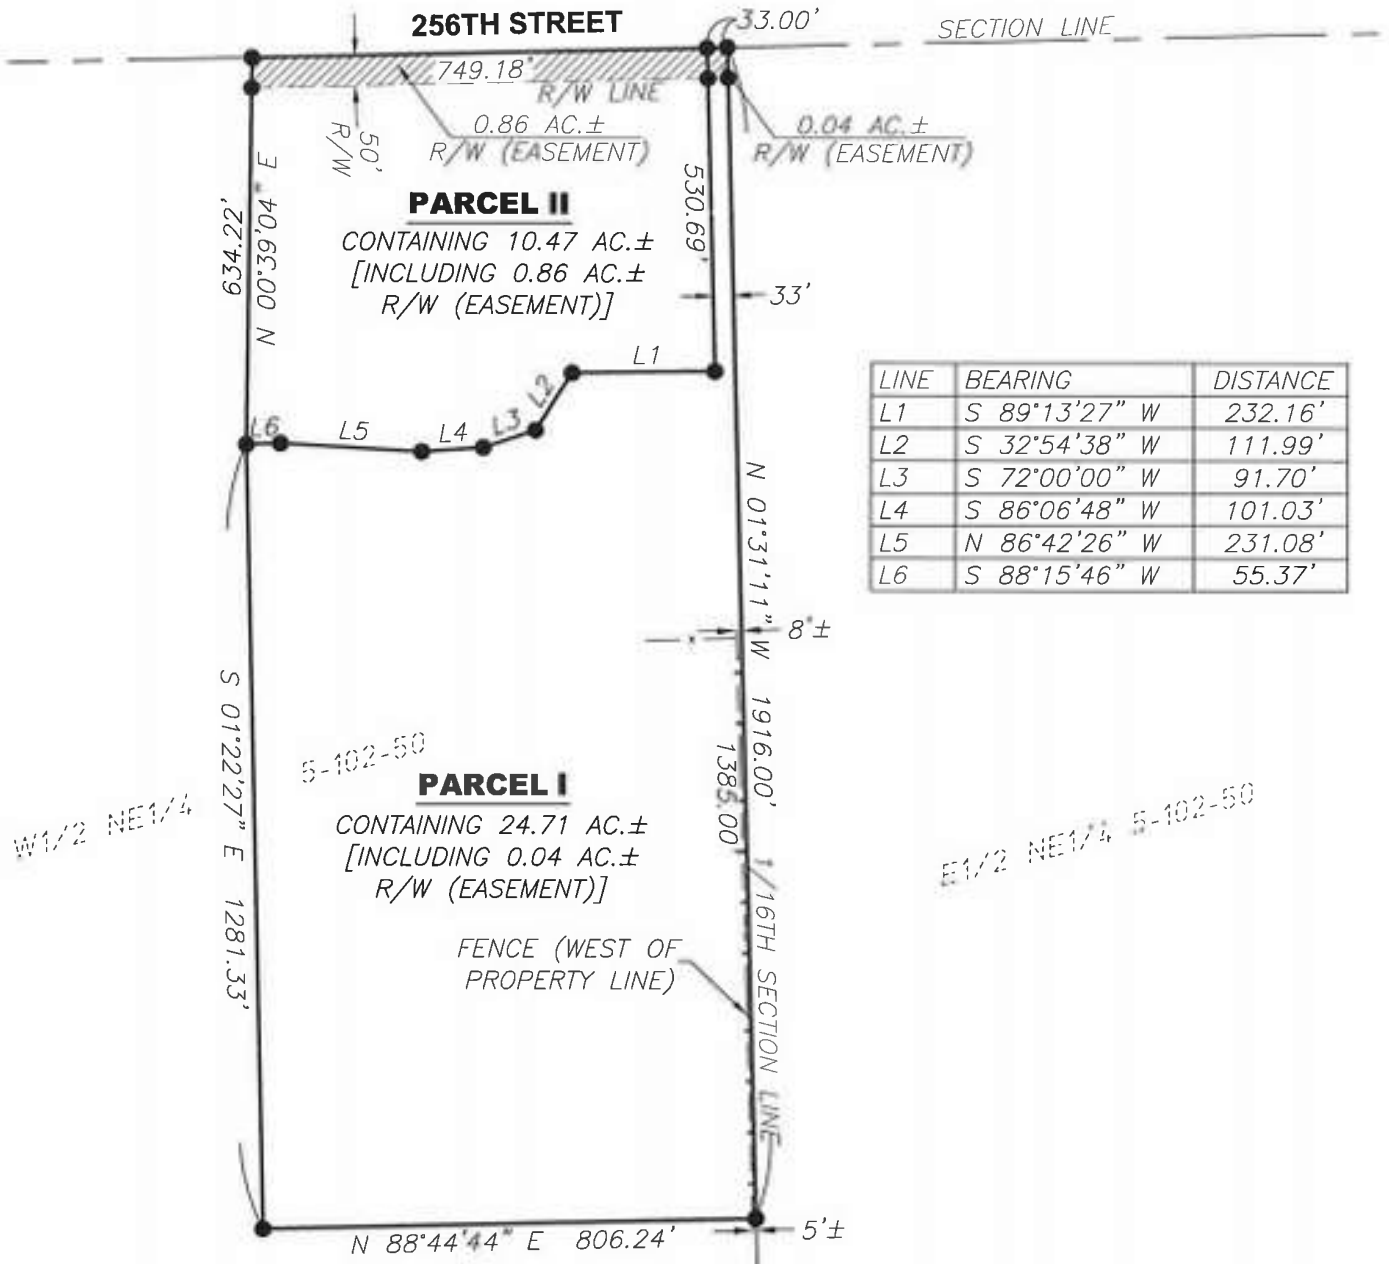 256TH STREET
33.00'
SECTION LINE
749.18'
R/W LINE
50'
R/W
0.86 AC.±
R/W (EASEMENT)
0.04 AC.±
R/W (EASEMENT)
634.22'
N 00°39'04" E
530.69'
PARCEL II
CONTAINING 10.47 AC.±
[INCLUDING 0.86 AC.±
R/W (EASEMENT)]
33'
L1
L2
L3
L4
L5
L6
LINE BEARING DISTANCE
L1 S 89°13'27" W 232.16'
L2 S 32°54'38" W 111.99'
L3 S 72°00'00" W 91.70'
L4 S 86°06'48" W 101.03'
L5 N 86°42'26" W 231.08'
L6 S 88°15'46" W 55.37'
N 01°31'11" W 1916.00'
8'±
1385.00
1/16TH SECTION LINE
S 01°22'27" E 1281.33'
W1/2 NE1/4 5-102-50
PARCEL I
CONTAINING 24.71 AC.±
[INCLUDING 0.04 AC.±
R/W (EASEMENT)]
E1/2 NE1/4 5-102-50
FENCE (WEST OF
PROPERTY LINE)
N 88°44'44" E 806.24'
5'±